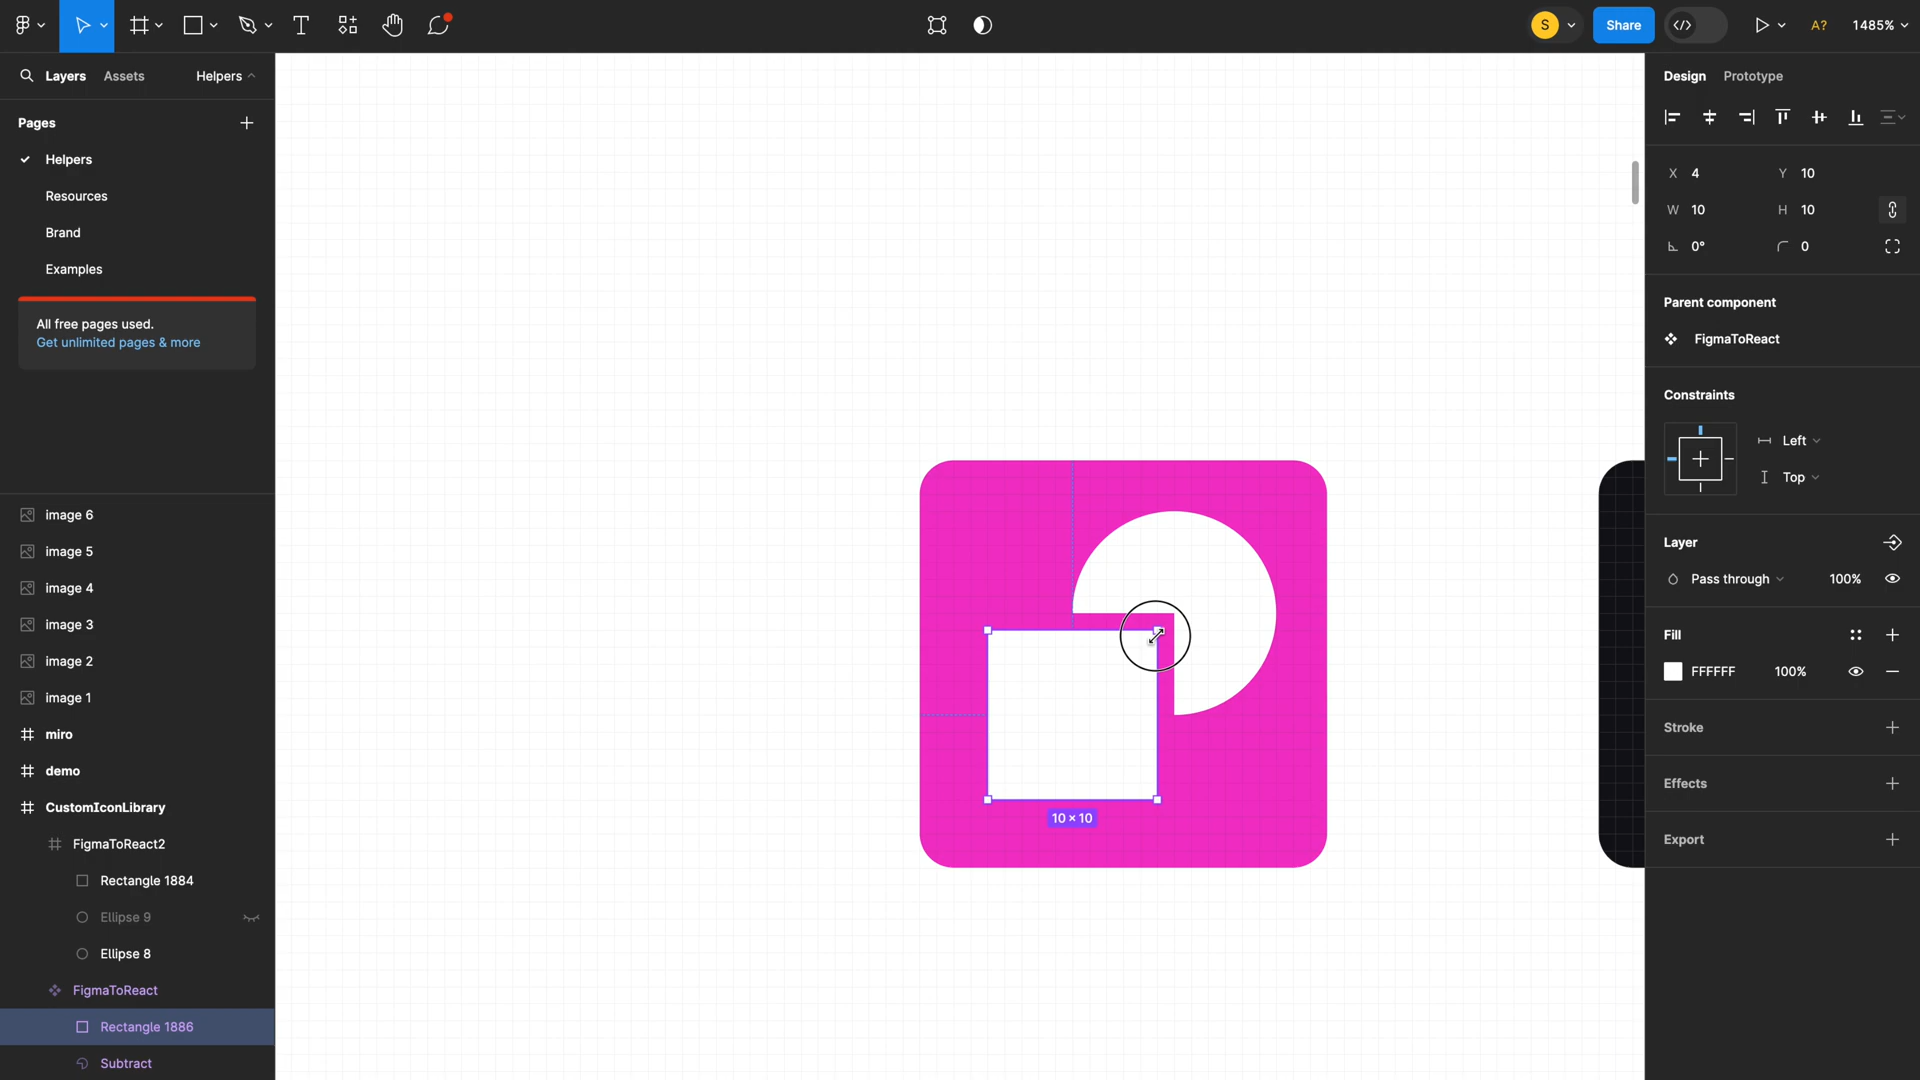 Share
A?
1485%
S
Layers
Assets
Helpers
Pages
Helpers
Resources
Brand
Examples
All free pages used.
Get unlimited pages & more
image 6
image 5
image 4
image 3
image 2
image 1
miro
demo
CustomIconLibrary
FigmaToReact2
Rectangle 1884
Ellipse 9
Ellipse 8
FigmaToReact
Rectangle 1886
Subtract
10 × 10
Design
Prototype
X 4
Y 10
W 10
H 10
0°
0
Parent component
FigmaToReact
Constraints
Left
Top
Layer
Pass through
100%
Fill
FFFFFF
100%
Stroke
Effects
Export